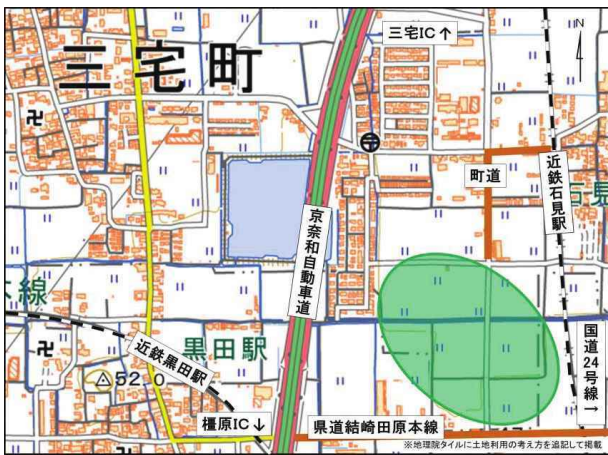 三宅IC↑
N
三宅町
町道
近鉄石見駅
石見
京奈和自動車道
本線
近鉄黒田駅
黒田駅
52.0
国道24号線→
橿原IC↓
県道結崎田原本線
※地理院タイルに土地利用の考え方を追記して掲載